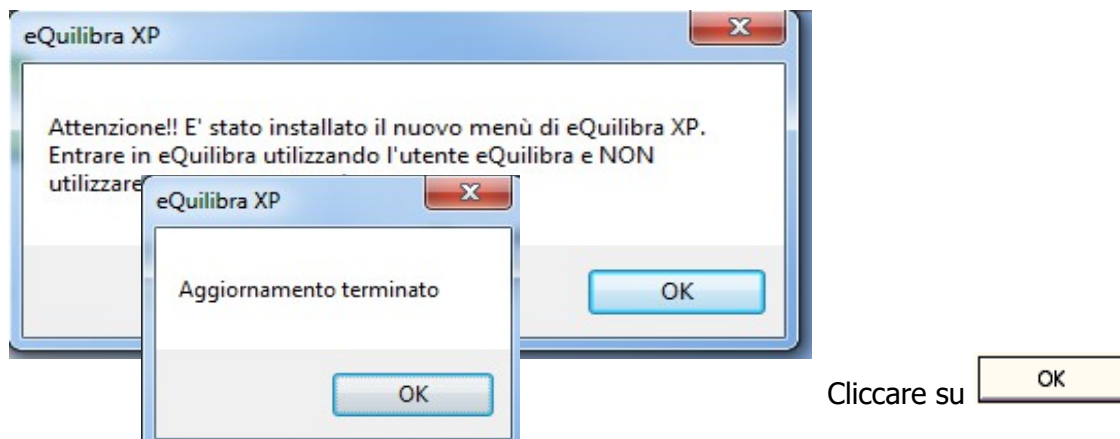 eQuilibra XP
Attenzione!! E' stato installato il nuovo menù di eQuilibra XP.
Entrare in eQuilibra utilizzando l'utente eQuilibra e NON
utilizzare
eQuilibra XP
Aggiornamento terminato
OK
OK
Cliccare su OK